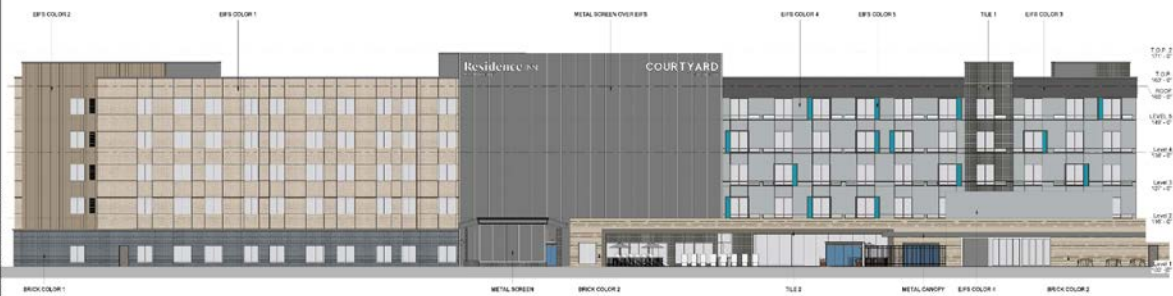 EIFS COLOR 2
EIFS COLOR 1
METAL SCREEN OVER EIFS
EIFS COLOR 4
EIFS COLOR 5
TILE 1
EIFS COLOR 3
Residence INN
COURTYARD
T.O.P. 2
T.O.P.
ROOF
LEVEL 5
Level 4
Level 3
Level 2
Level 1
BRICK COLOR 1
METAL SCREEN
BRICK COLOR 2
TILE 2
METAL CANOPY
EIFS COLOR 4
BRICK COLOR 2